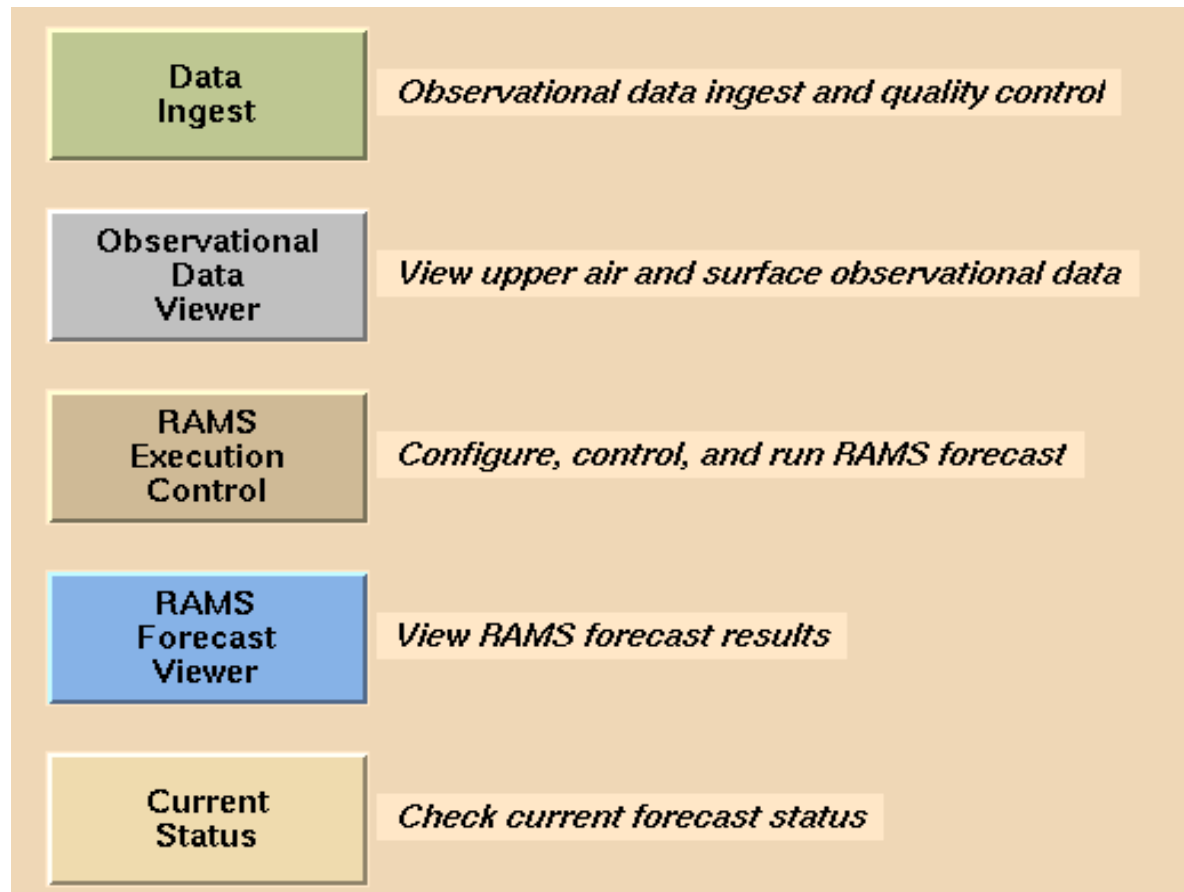 Data
Ingest
Observational data ingest and quality control
Observational
Data
Viewer
View upper air and surface observational data
RAMS
Execution
Control
Configure, control, and run RAMS forecast
RAMS
Forecast
Viewer
View RAMS forecast results
Current
Status
Check current forecast status